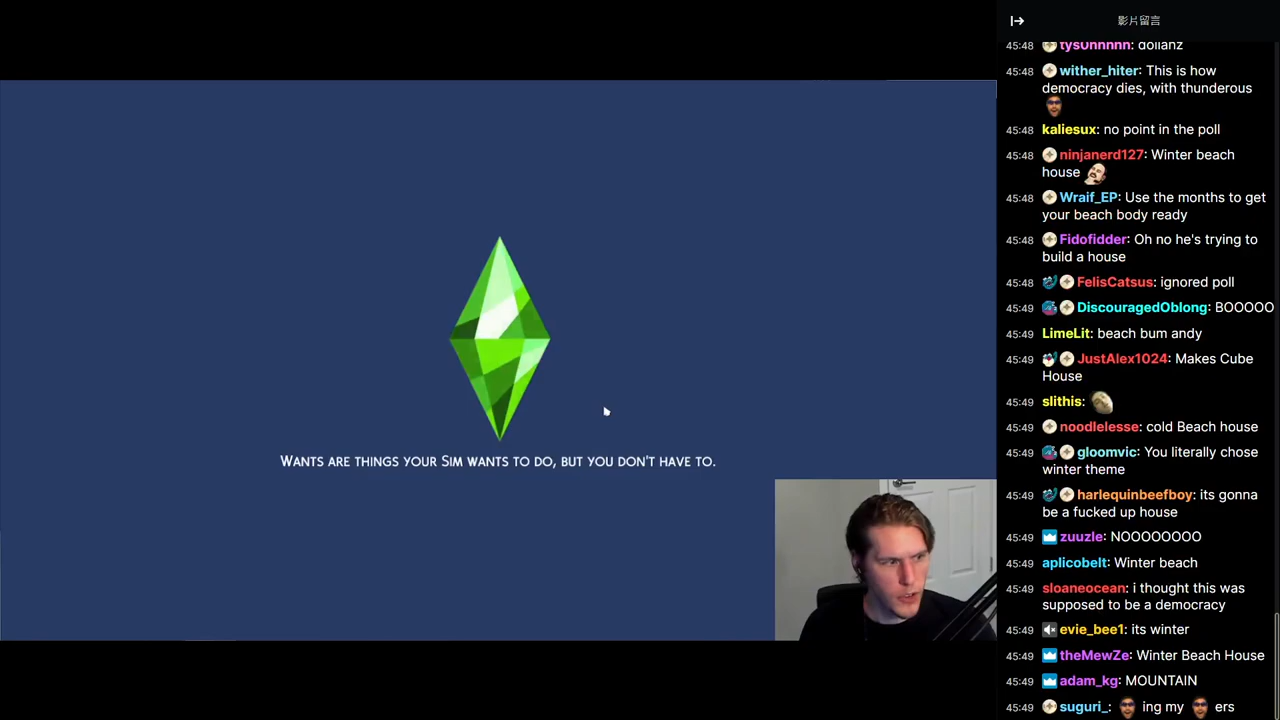 WANTS ARE THINGS YOUR SIM WANTS TO DO, BUT YOU DON'T HAVE TO.
影片留言
45:48 tys0nnnnn: dollanz
45:48 wither_hiter: This is how
democracy dies, with thunderous
45:48 kaliesux: no point in the poll
45:48 ninjanerd127: Winter beach
house
45:48 Wraif_EP: Use the months to get
your beach body ready
45:48 Fidofidder: Oh no he's trying to
build a house
45:48 FelisCatsus: ignored poll
45:49 DiscouragedOblong: BOOOOO
45:49 LimeLit: beach bum andy
45:49 JustAlex1024: Makes Cube
House
45:49 slithis:
45:49 noodlelesse: cold Beach house
45:49 gloomvic: You literally chose
winter theme
45:49 harlequinbeefboy: its gonna
be a fucked up house
45:49 zuuzle: NOOOOOOOO
45:49 aplicobelt: Winter beach
45:49 sloaneocean: i thought this was
supposed to be a democracy
45:49 evie_bee1: its winter
45:49 theMewZe: Winter Beach House
45:49 adam_kg: MOUNTAIN
45:49 suguri_: ing my ers